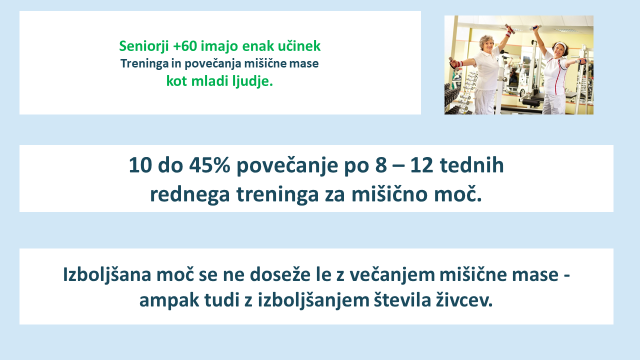 Seniorji +60 imajo enak učinek
Treninga in povečanja mišične mase
kot mladi ljudje.
10 do 45% povečanje po 8 – 12 tednih
rednega treninga za mišično moč.
Izboljšana moč se ne doseže le z večanjem mišične mase -
ampak tudi z izboljšanjem števila živcev.